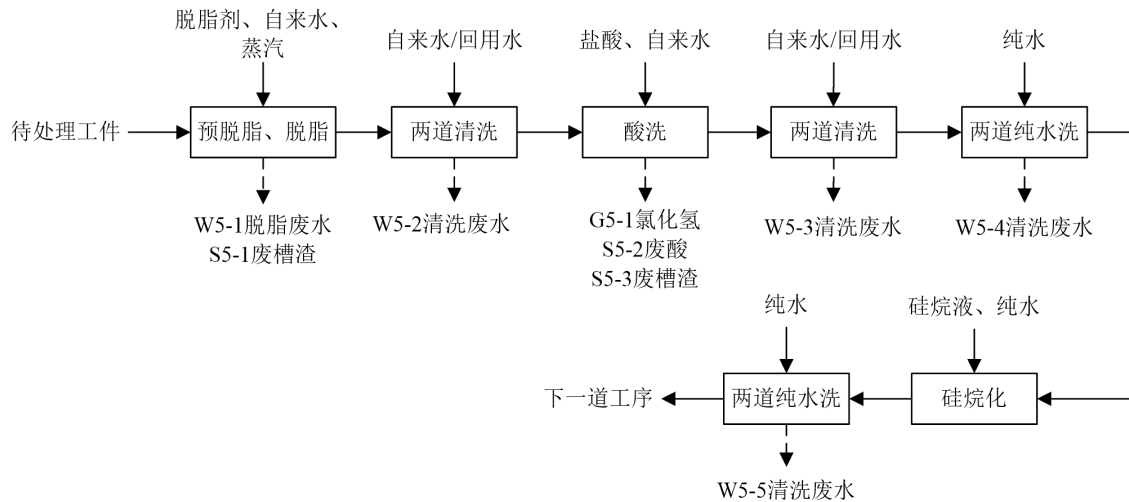 脱脂剂、自来水、
蒸汽
自来水/回用水
盐酸、自来水
自来水/回用水
纯水
待处理工件
预脱脂、脱脂
两道清洗
酸洗
两道清洗
两道纯水洗
W5-1脱脂废水
S5-1废槽渣
W5-2清洗废水
G5-1氯化氢
S5-2废酸
S5-3废槽渣
W5-3清洗废水
W5-4清洗废水
纯水
硅烷液、纯水
下一道工序
两道纯水洗
硅烷化
W5-5清洗废水